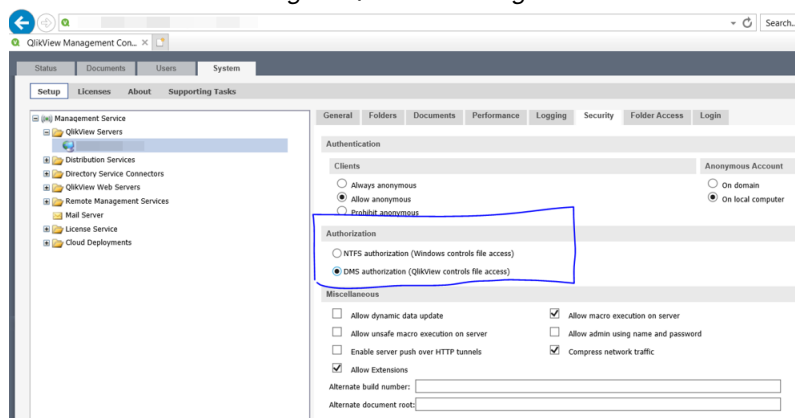 Search..
QlikView Management Con...
Status Documents Users System
Setup Licenses About Supporting Tasks
Management Service
QlikView Servers
Distribution Services
Directory Service Connectors
QlikView Web Servers
Remote Management Services
Mail Server
License Service
Cloud Deployments
General Folders Documents Performance Logging Security Folder Access Login
Authentication
Clients Anonymous Account
Always anonymous On domain
Allow anonymous On local computer
Prohibit anonymous
Authorization
NTFS authorization (Windows controls file access)
DMS authorization (QlikView controls file access)
Miscellaneous
Allow dynamic data update Allow macro execution on server
Allow unsafe macro execution on server Allow admin using name and password
Enable server push over HTTP tunnels Compress network traffic
Allow Extensions
Alternate build number:
Alternate document root: